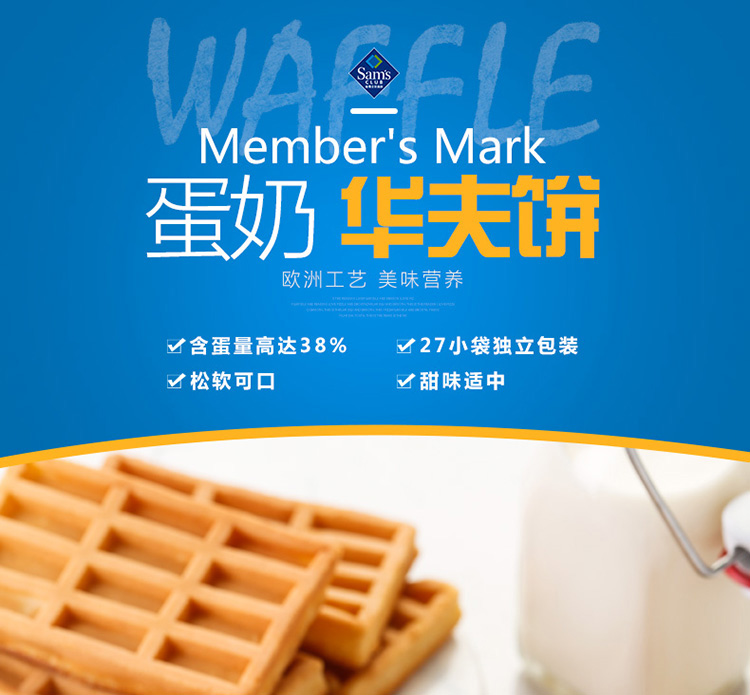 WAFFLE
Sam's
CLUB
Member's Mark
蛋奶 华夫饼
欧洲工艺 美味营养
含蛋量高达38%
27小袋独立包装
松软可口
甜味适中